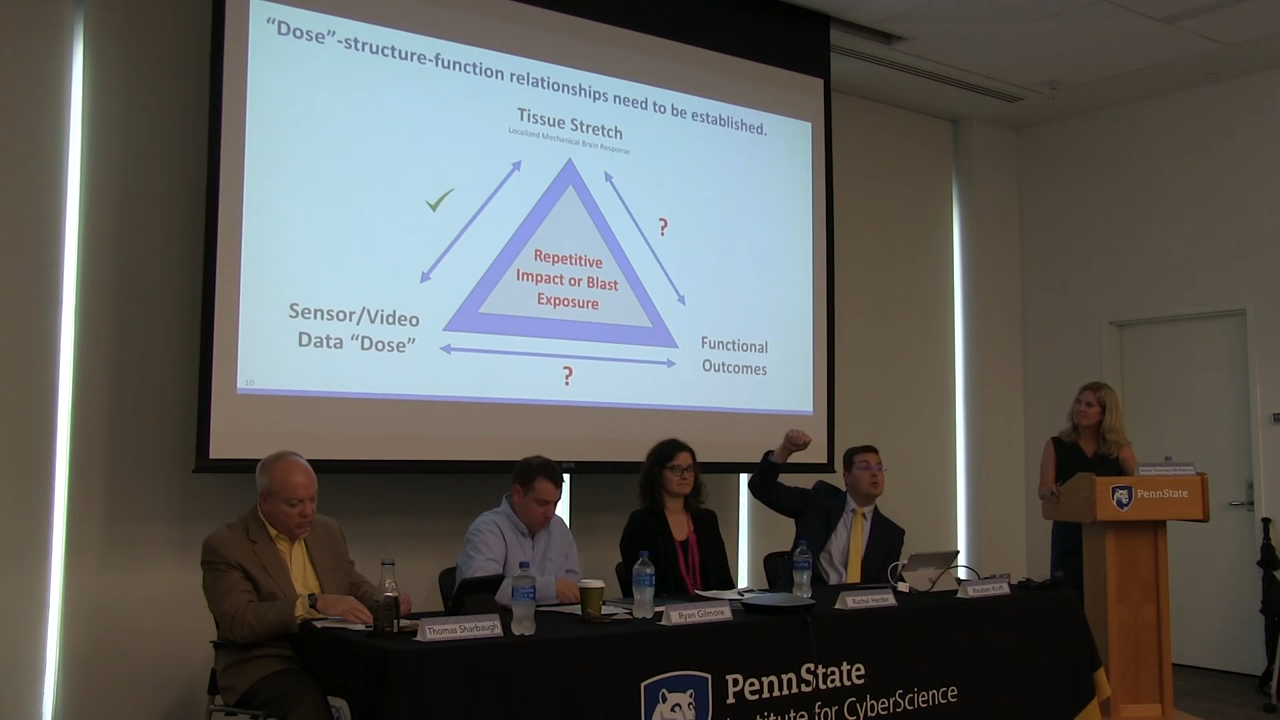 “Dose”-structure-function relationships need to be established.
Tissue Stretch
Localized Mechanical Brain Response
?
Repetitive
Impact or Blast
Exposure
Sensor/Video
Data “Dose”
Functional
Outcomes
?
10
PennState
Thomas Sharbaugh
Ryan Gilmore
Rachel Herder
Reuben Kraft
PennState
Institute for CyberScience